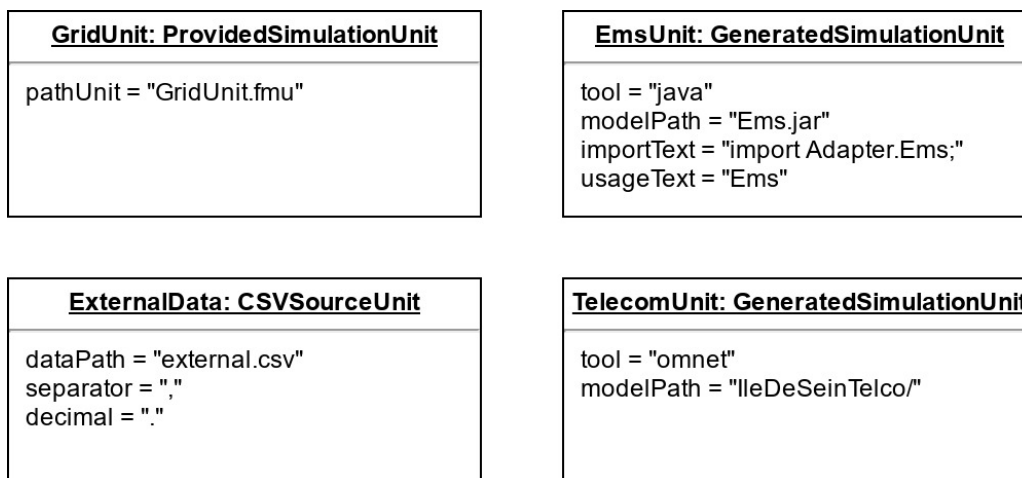 GridUnit: ProvidedSimulationUnit
pathUnit = "GridUnit.fmu"
EmsUnit: GeneratedSimulationUnit
tool = "java"
modelPath = "Ems.jar"
importText = "import Adapter.Ems;"
usageText = "Ems"
ExternalData: CSVSourceUnit
dataPath = "external.csv"
separator = ","
decimal = "."
TelecomUnit: GeneratedSimulationUnit
tool = "omnet"
modelPath = "IleDeSeinTelco/"